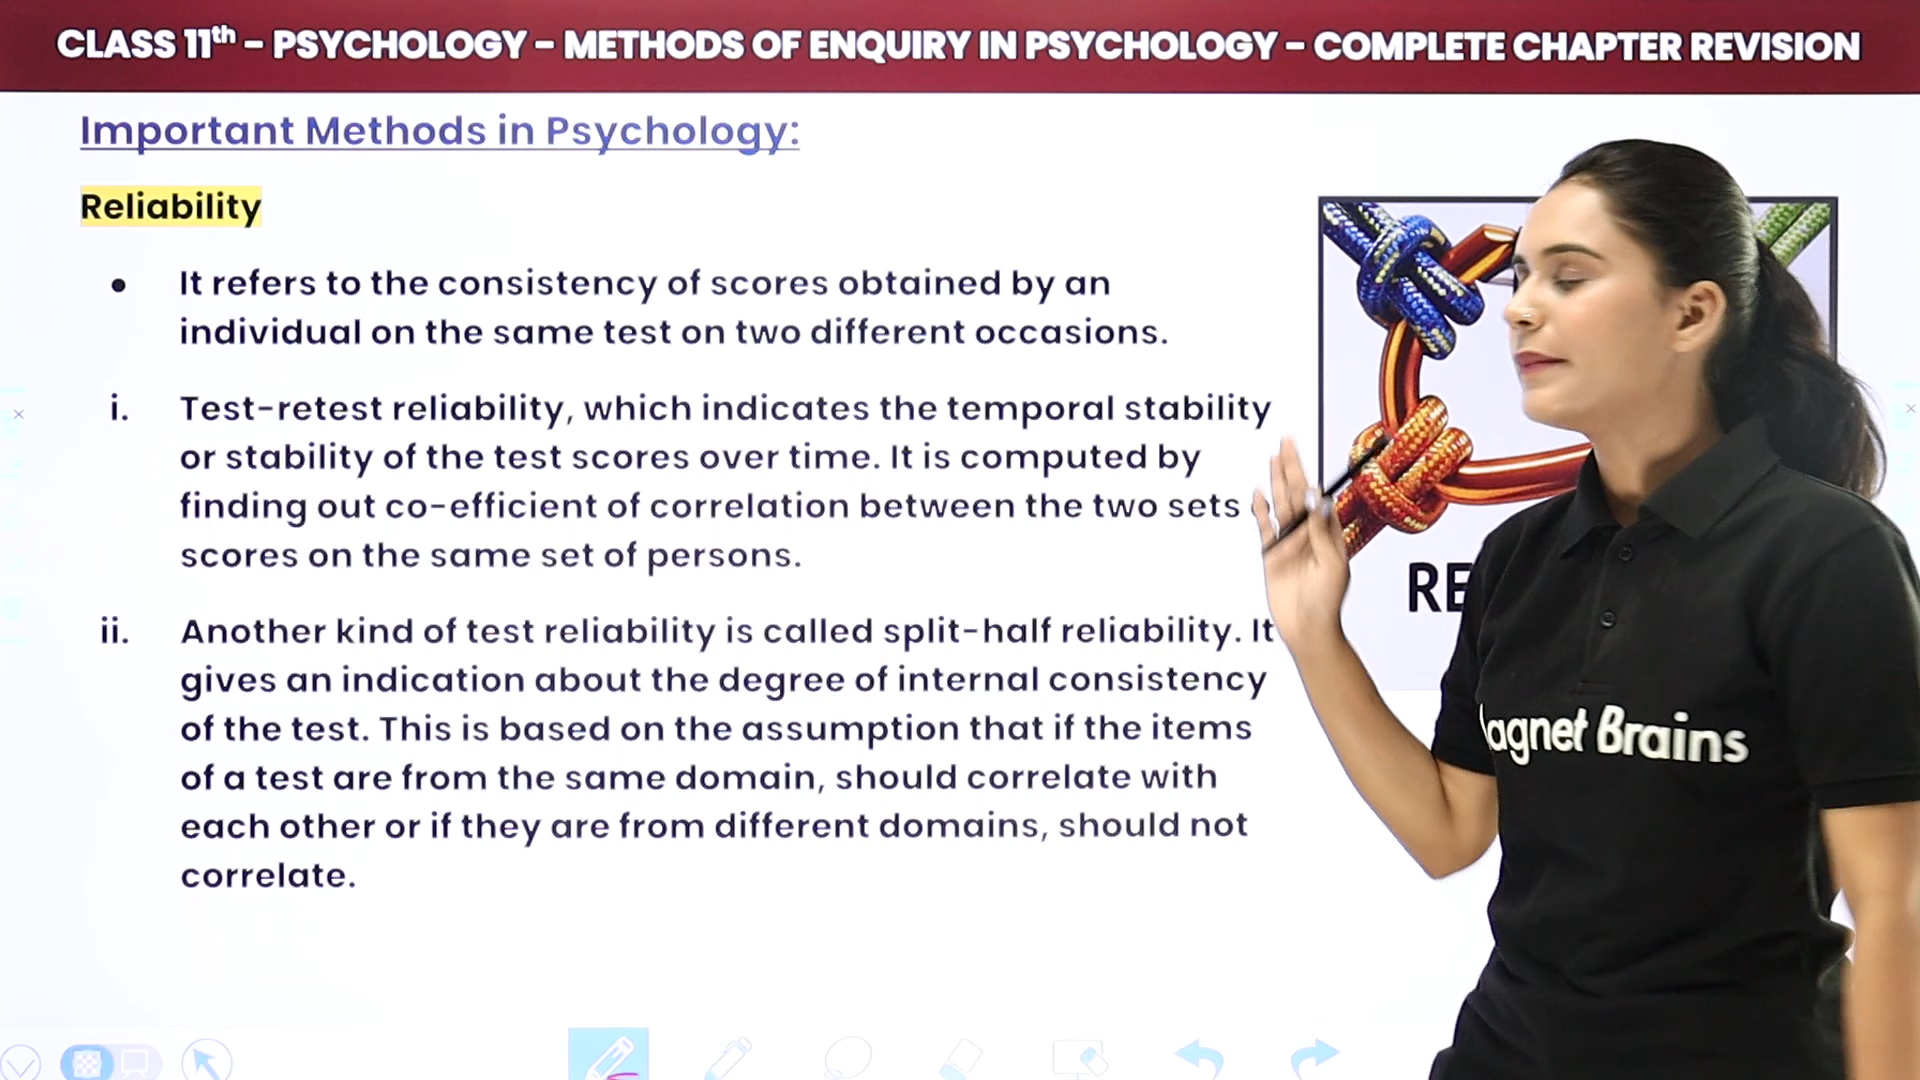 CLASS 11th - PSYCHOLOGY - METHODS OF ENQUIRY IN PSYCHOLOGY - COMPLETE CHAPTER REVISION
Important Methods in Psychology:
Reliability
• It refers to the consistency of scores obtained by an
individual on the same test on two different occasions.
i. Test-retest reliability, which indicates the temporal stability
or stability of the test scores over time. It is computed by
finding out co-efficient of correlation between the two sets
scores on the same set of persons.
ii. Another kind of test reliability is called split-half reliability. It
gives an indication about the degree of internal consistency
of the test. This is based on the assumption that if the items
of a test are from the same domain, should correlate with
each other or if they are from different domains, should not
correlate.
RE
agnet Brains